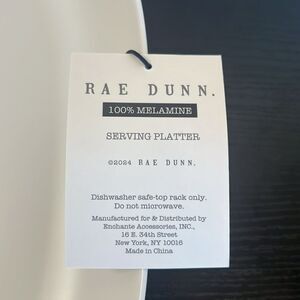 RAE DUNN.
100% MELAMINE
SERVING PLATTER
©2024 RAE DUNN.
Dishwasher safe-top rack only.
Do not microwave.
Manufactured for & Distributed by
Enchante Accessories, INC.,
16 E. 34th Street
New York, NY 10016
Made in China